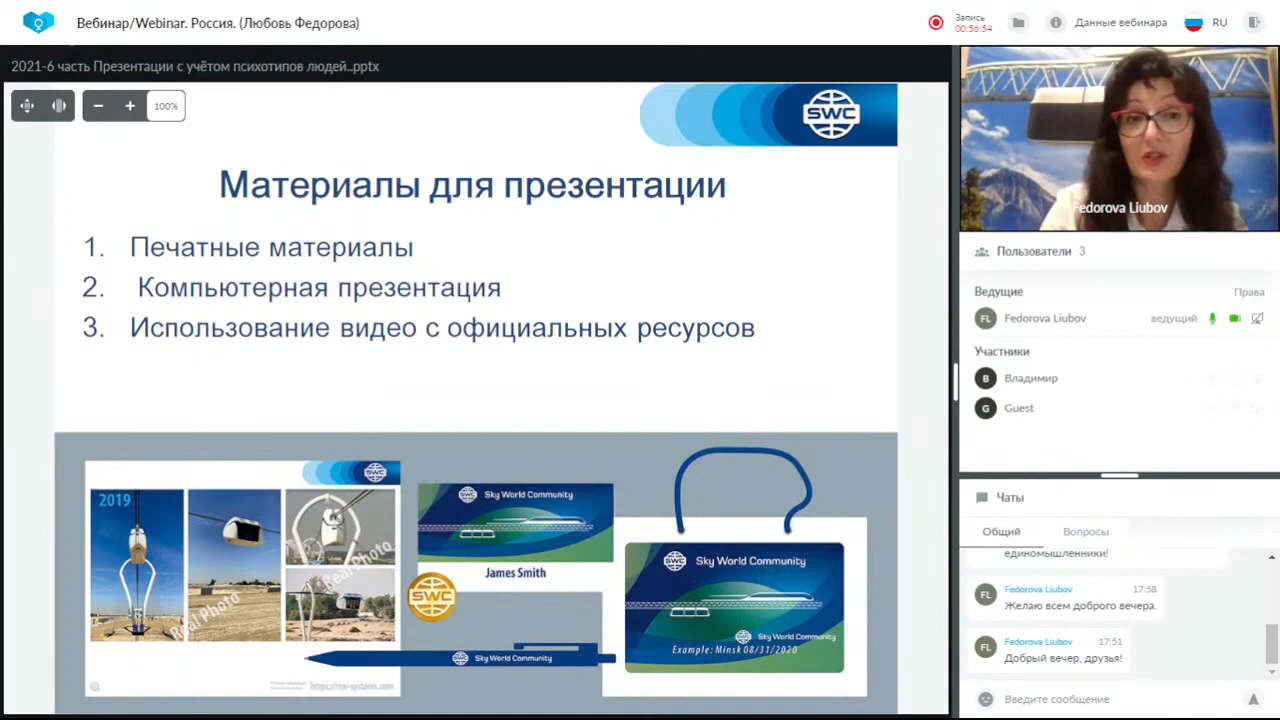 Вебинар/Webinar. Россия. (Любовь Федорова)
Запись
00:56:54
Данные вебинара
RU
2021-6 часть Презентации с учётом психотипов людей..pptx
100%
SWC
Материалы для презентации
1. Печатные материалы
2. Компьютерная презентация
3. Использование видео с официальных ресурсов
SWC
2019
Real Photo
Real Photo
SWC
Sky World Community
James Smith
SWC
Sky World Community
SWC
Sky World Community
Sky World Community
Example: Minsk 08/31/2020
Fedorova Liubov
Пользователи 3
Ведущие
Права
FL
Fedorova Liubov
ведущий
Участники
В
Владимир
G
Guest
Чаты
Общий
Вопросы
единомышленники!
FL
Fedorova Liubov
17:58
Желаю всем доброго вечера.
FL
Fedorova Liubov
17:51
Добрый вечер, друзья!
Введите сообщение